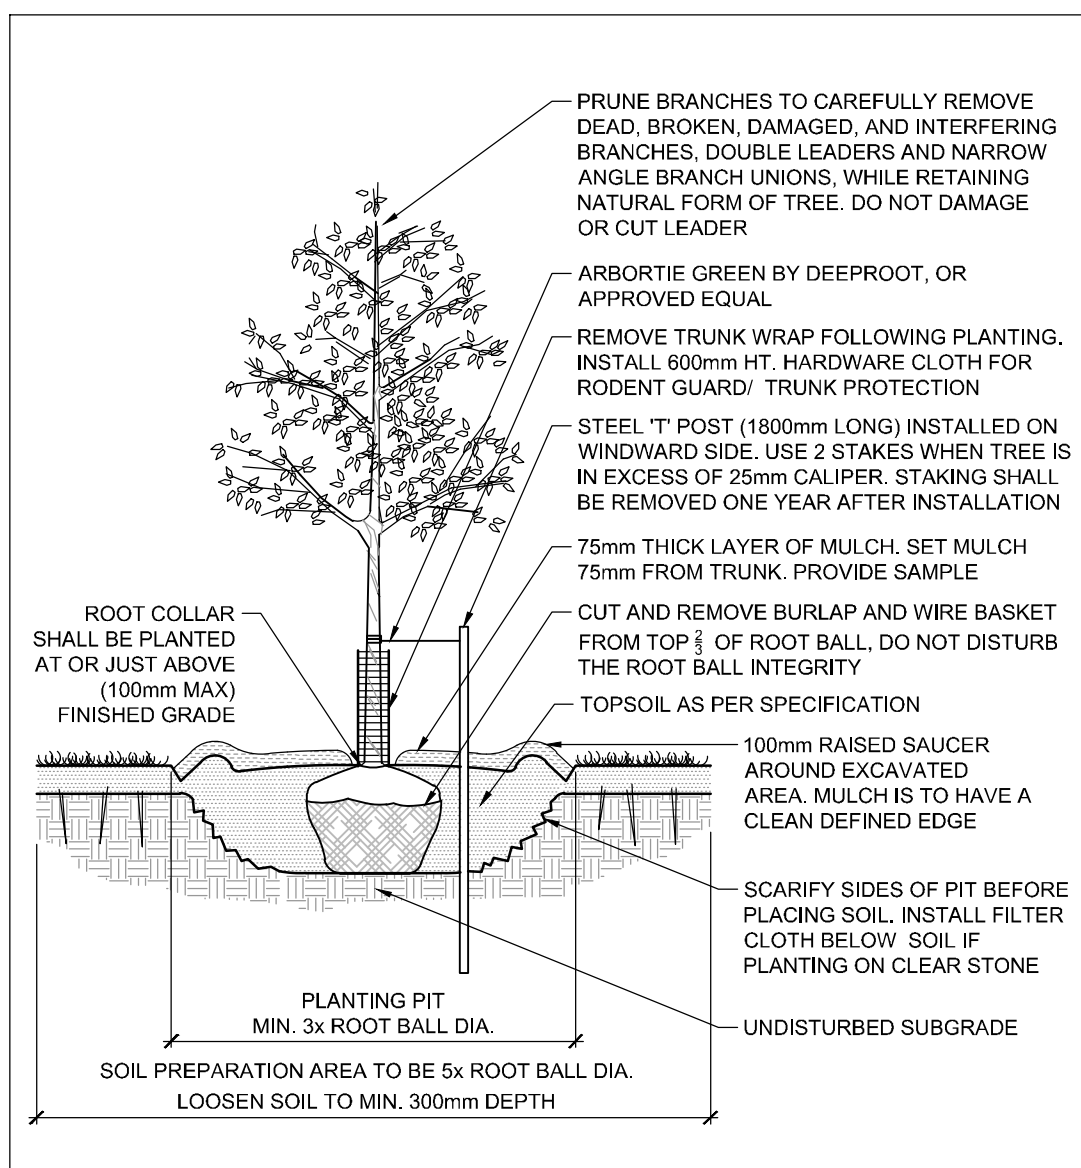 PRUNE BRANCHES TO CAREFULLY REMOVE
DEAD, BROKEN, DAMAGED, AND INTERFERING
BRANCHES, DOUBLE LEADERS AND NARROW
ANGLE BRANCH UNIONS, WHILE RETAINING
NATURAL FORM OF TREE. DO NOT DAMAGE
OR CUT LEADER
ARBORTIE GREEN BY DEEPROOT, OR
APPROVED EQUAL
REMOVE TRUNK WRAP FOLLOWING PLANTING.
INSTALL 600mm HT. HARDWARE CLOTH FOR
RODENT GUARD/ TRUNK PROTECTION
STEEL 'T' POST (1800mm LONG) INSTALLED ON
WINDWARD SIDE. USE 2 STAKES WHEN TREE IS
IN EXCESS OF 25mm CALIPER. STAKING SHALL
BE REMOVED ONE YEAR AFTER INSTALLATION
75mm THICK LAYER OF MULCH. SET MULCH
75mm FROM TRUNK. PROVIDE SAMPLE
CUT AND REMOVE BURLAP AND WIRE BASKET
FROM TOP 2/3 OF ROOT BALL, DO NOT DISTURB
THE ROOT BALL INTEGRITY
ROOT COLLAR
SHALL BE PLANTED
AT OR JUST ABOVE
(100mm MAX)
FINISHED GRADE
TOPSOIL AS PER SPECIFICATION
100mm RAISED SAUCER
AROUND EXCAVATED
AREA. MULCH IS TO HAVE A
CLEAN DEFINED EDGE
SCARIFY SIDES OF PIT BEFORE
PLACING SOIL. INSTALL FILTER
CLOTH BELOW SOIL IF
PLANTING ON CLEAR STONE
UNDISTURBED SUBGRADE
PLANTING PIT
MIN. 3x ROOT BALL DIA.
SOIL PREPARATION AREA TO BE 5x ROOT BALL DIA.
LOOSEN SOIL TO MIN. 300mm DEPTH